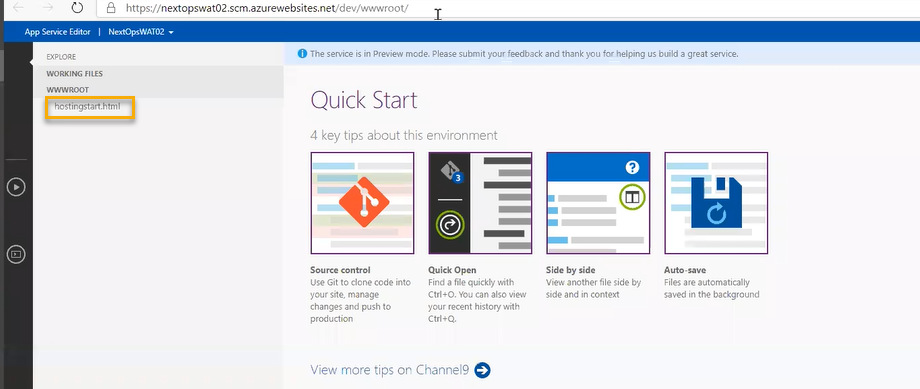 https://nextopswat02.scm.azurewebsites.net/dev/wwwroot/
App Service Editor | NextOpsWAT02
EXPLORE
WORKING FILES
WWWROOT
hostingstart.html
The service is in Preview mode. Please submit your feedback and thank you for helping us build a great service.
Quick Start
4 key tips about this environment
3
?
Source control
Use Git to clone code into
your site, manage
changes and push to
production
Quick Open
Find a file quickly with
Ctrl+O. You can also view
your recent history with
Ctrl+Q.
Side by side
View another file side
by side and in context
Auto-save
Files are automatically
saved in the background
View more tips on Channel9